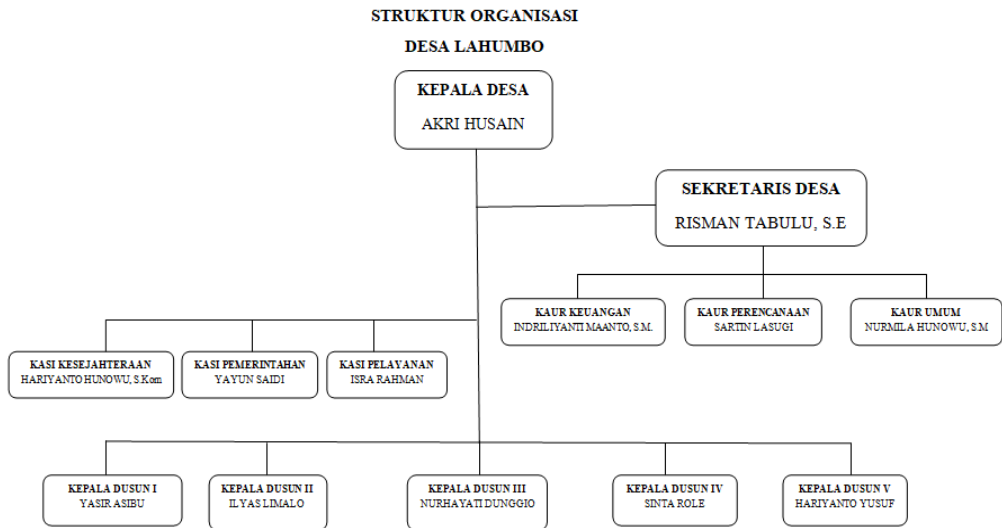 STRUKTUR ORGANISASI
DESA LAHUMBO
KEPALA DESA
AKRI HUSAIN
SEKRETARIS DESA
RISMAN TABULU, S.E
KAUR KEUANGAN
INDRILIYANTI MAANTO, S.M.
KAUR PERENCANAAN
SARTIN LASUGI
KAUR UMUM
NURMILA HUNOWU, S.M
KASI KESEJAHTERAAN
HARIYANTO HUNOWU, S.Kom
KASI PEMERINTAHAN
YAYUN SAIDI
KASI PELAYANAN
ISRA RAHMAN
KEPALA DUSUN I
YASIR ASIBU
KEPALA DUSUN II
ILYAS LIMALO
KEPALA DUSUN III
NURHAYATI DUNGGIO
KEPALA DUSUN IV
SINTA ROLE
KEPALA DUSUN V
HARIYANTO YUSUF